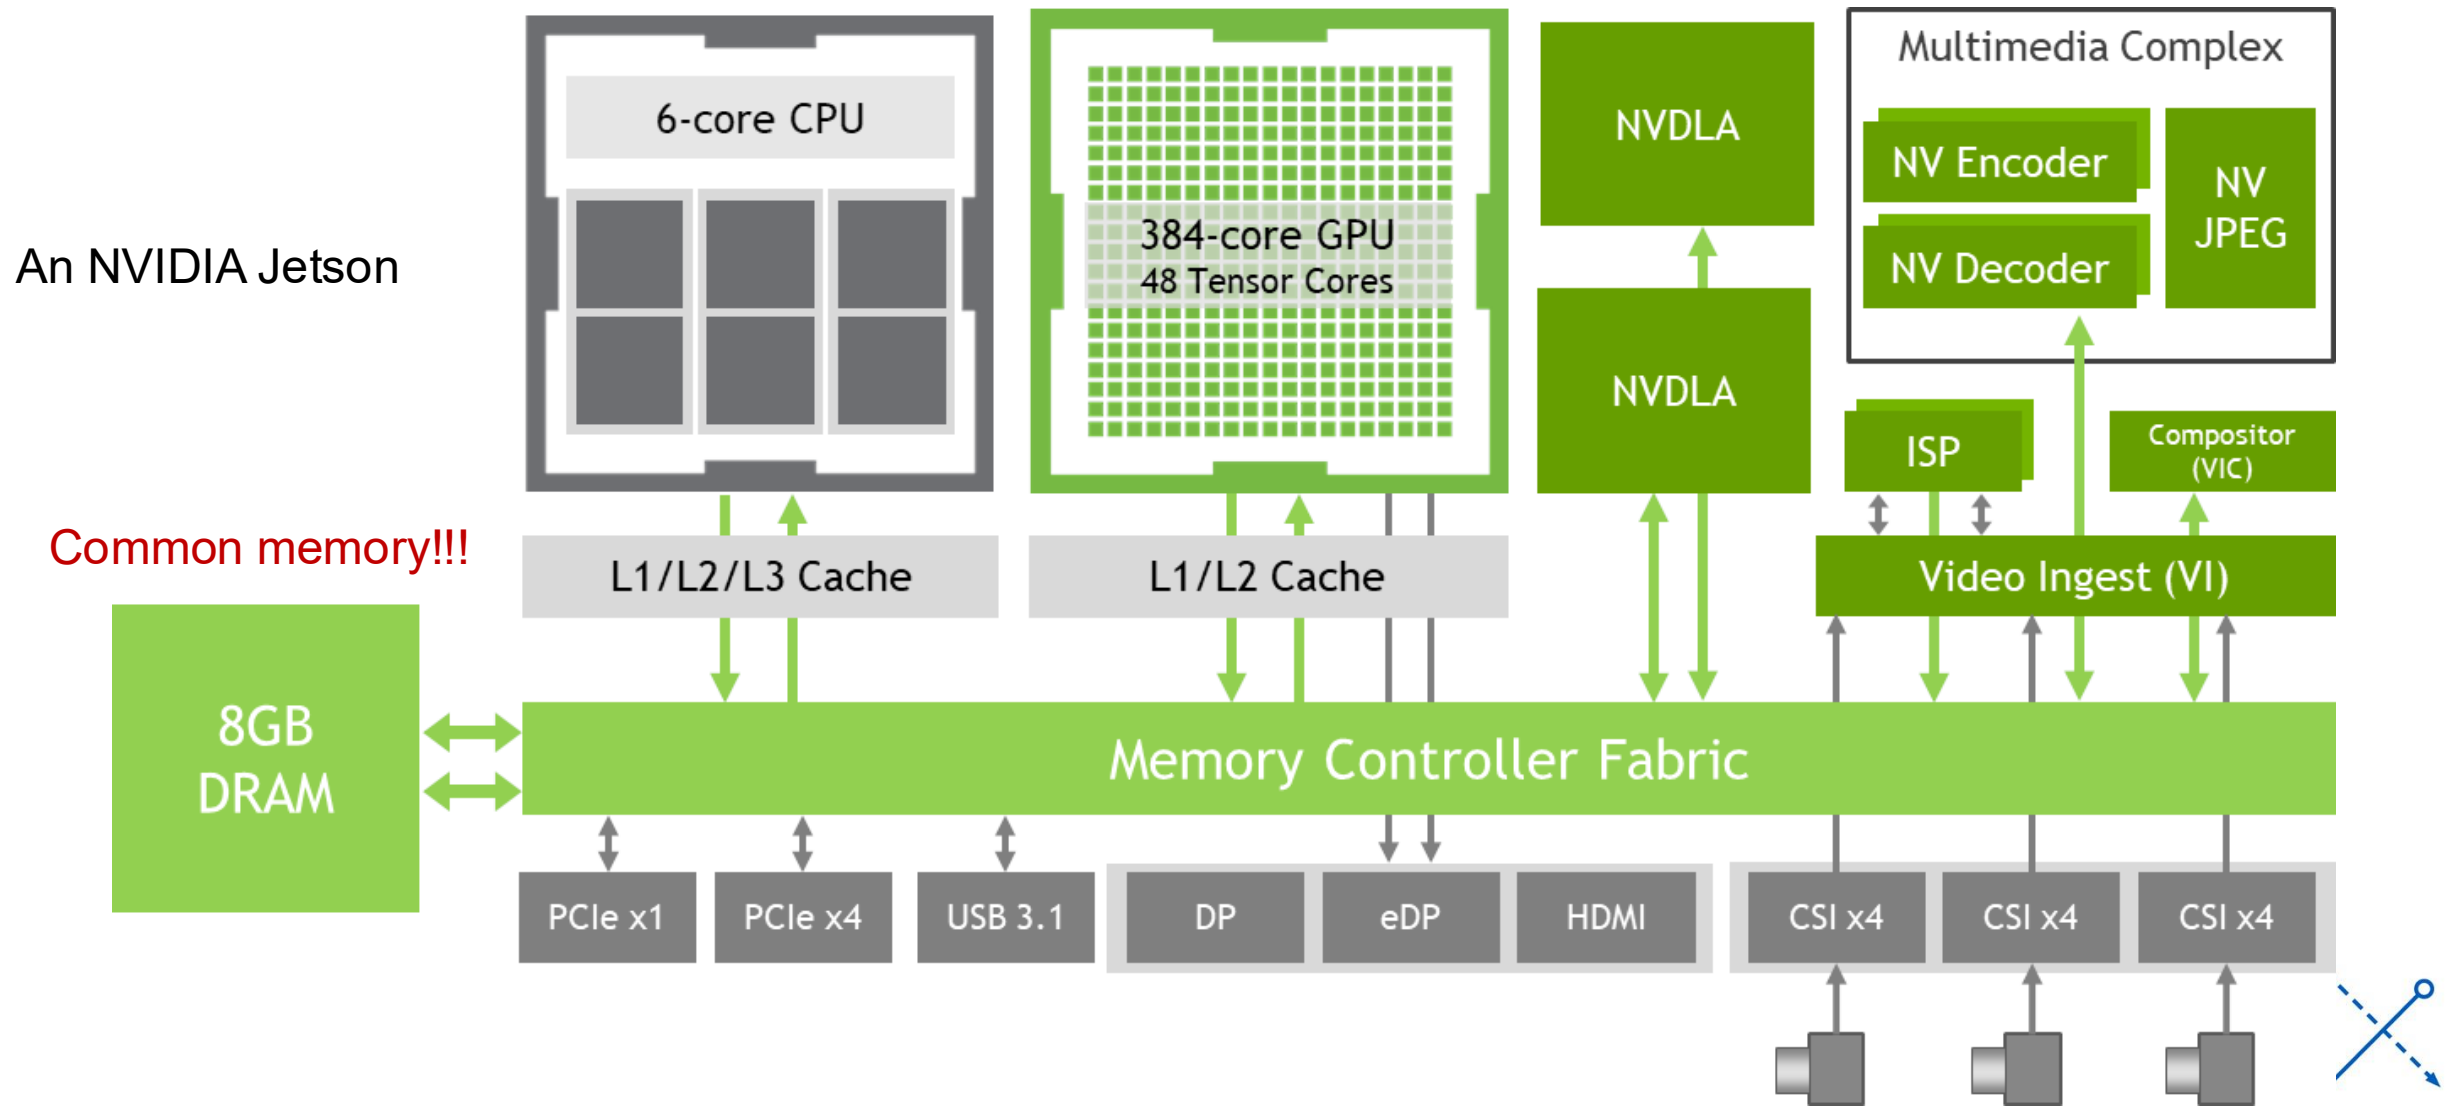 An NVIDIA Jetson
Common memory!!!
8GB
DRAM
6-core CPU
384-core GPU
48 Tensor Cores
NVDLA
NVDLA
Multimedia Complex
NV Encoder
NV Decoder
NV
JPEG
ISP
Compositor
(VIC)
L1/L2/L3 Cache
L1/L2 Cache
Video Ingest (VI)
Memory Controller Fabric
PCIe x1
PCIe x4
USB 3.1
DP
eDP
HDMI
CSI x4
CSI x4
CSI x4